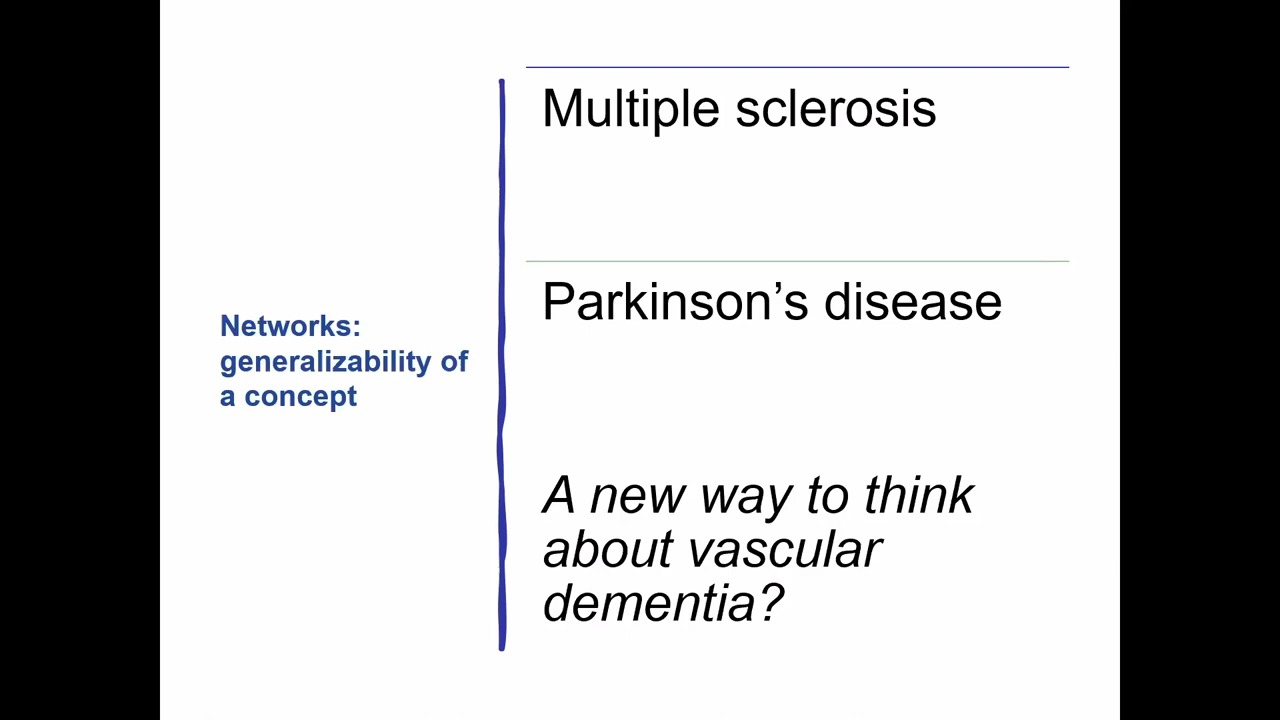 Networks:
generalizability of
a concept
Multiple sclerosis
Parkinson’s disease
A new way to think
about vascular
dementia?